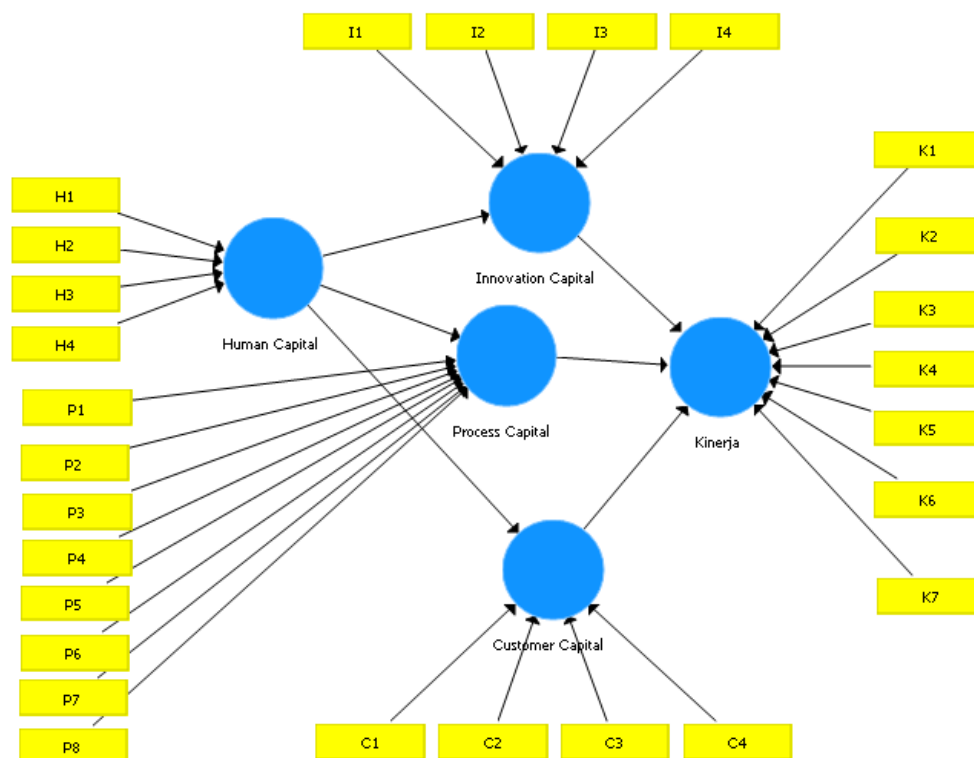 I1
I2
I3
I4
K1
H1
H2
H3
H4
K2
K3
K4
K5
K6
K7
Innovation Capital
Human Capital
Process Capital
Kinerja
P1
P2
P3
P4
P5
P6
P7
P8
Customer Capital
C1
C2
C3
C4